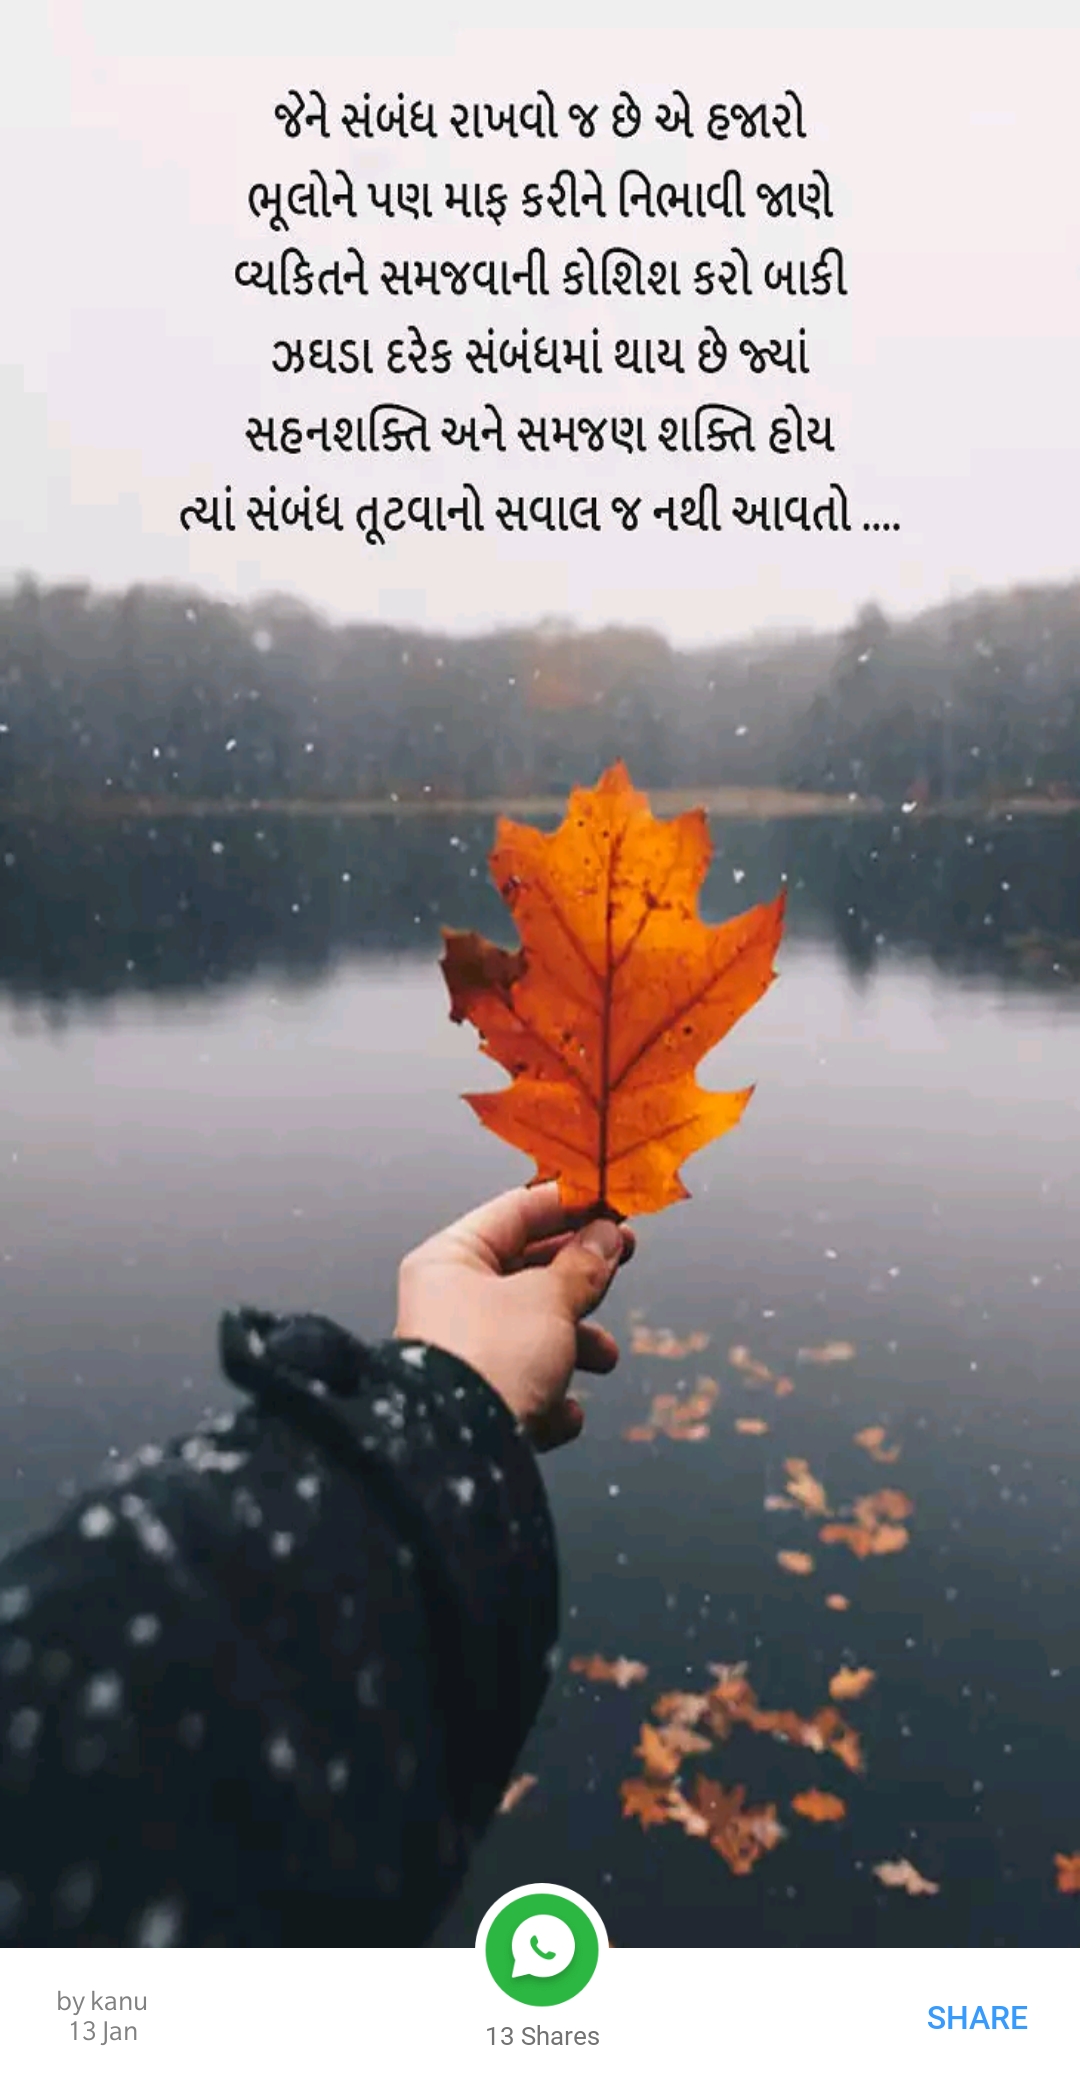 જેને સંબંધ રાખવો જ છે એ હજારો
ભૂલોને પણ માફ કરીને નિભાવી જાણે
વ્યકિતને સમજવાની કોશિશ કરો બાકી
ઝઘડા દરેક સંબંધમાં થાય છે જ્યાં
સહનશક્તિ અને સમજણ શક્તિ હોય
ત્યાં સંબંધ તૂટવાનો સવાલ જ નથી આવતો ....
by kanu
13 Jan
13 Shares
SHARE